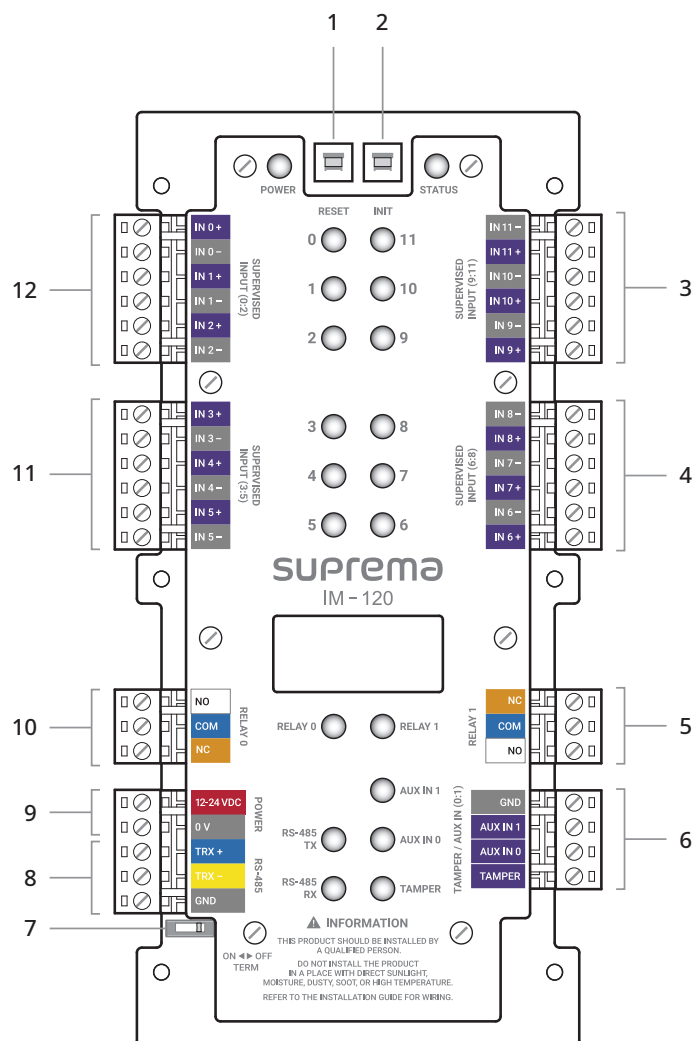 1 2
POWER
STATUS
RESET INIT
12
IN 0 +
IN 0 –
IN 1 +
IN 1 –
IN 2 +
IN 2 –
SUPERVISED
INPUT (0:2)
0 11
1 10
2 9
SUPERVISED
INPUT (9:11)
IN 11 –
IN 11 +
IN 10 –
IN 10 +
IN 9 –
IN 9 +
3
11
IN 3 +
IN 3 –
IN 4 +
IN 4 –
IN 5 +
IN 5 –
SUPERVISED
INPUT (3:5)
3 8
4 7
5 6
SUPERVISED
INPUT (6:8)
IN 8 –
IN 8 +
IN 7 –
IN 7 +
IN 6 –
IN 6 +
4
suprema
IM – 120
10
NO
COM
NC
RELAY 0
RELAY 0 RELAY 1
RELAY 1
NC
COM
NO
5
9
12-24 VDC
0 V
POWER
8
TRX +
TRX –
GND
RS-485
AUX IN 1
RS-485
TX
AUX IN 0
RS-485
RX
TAMPER
TAMPER / AUX IN (0:1)
GND
AUX IN 1
AUX IN 0
TAMPER
6
7
ON ◄► OFF
TERM
⚠ INFORMATION
THIS PRODUCT SHOULD BE INSTALLED BY
A QUALIFIED PERSON.
DO NOT INSTALL THE PRODUCT
IN A PLACE WITH DIRECT SUNLIGHT,
MOISTURE, DUSTY, SOOT, OR HIGH TEMPERATURE.
REFER TO THE INSTALLATION GUIDE FOR WIRING.